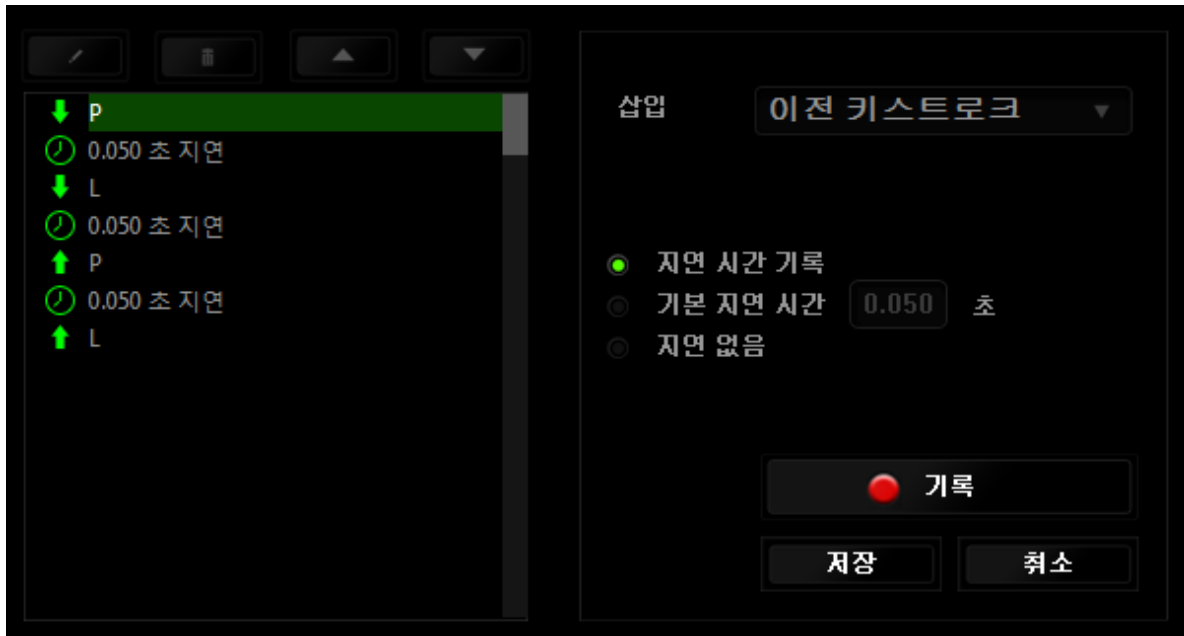 P
0.050 초 지연
L
0.050 초 지연
P
0.050 초 지연
L
삽입 이전 키스트로크
지연 시간 기록
기본 지연 시간 0.050 초
지연 없음
기록
저장 취소